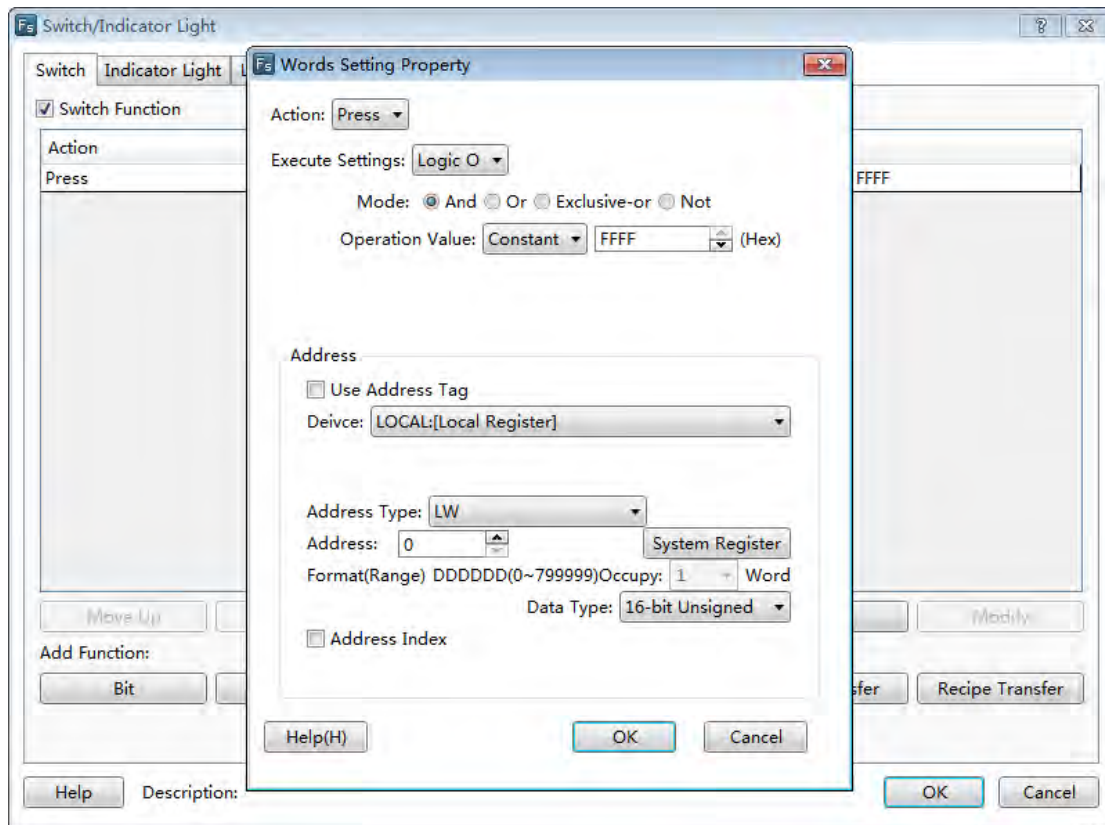 Fs Switch/Indicator Light
Switch Indicator Light
Switch Function
Action
Press FFFF
Move Up Modify
Add Function:
Bit Recipe Transfer
Help Description: OK Cancel
Fs Words Setting Property
Action: Press
Execute Settings: Logic O
Mode: And Or Exclusive-or Not
Operation Value: Constant FFFF (Hex)
Address
Use Address Tag
Deivce: LOCAL:[Local Register]
Address Type: LW
Address: 0 System Register
Format(Range) DDDDDD(0~799999)Occupy: 1 Word
Data Type: 16-bit Unsigned
Address Index
Help(H) OK Cancel